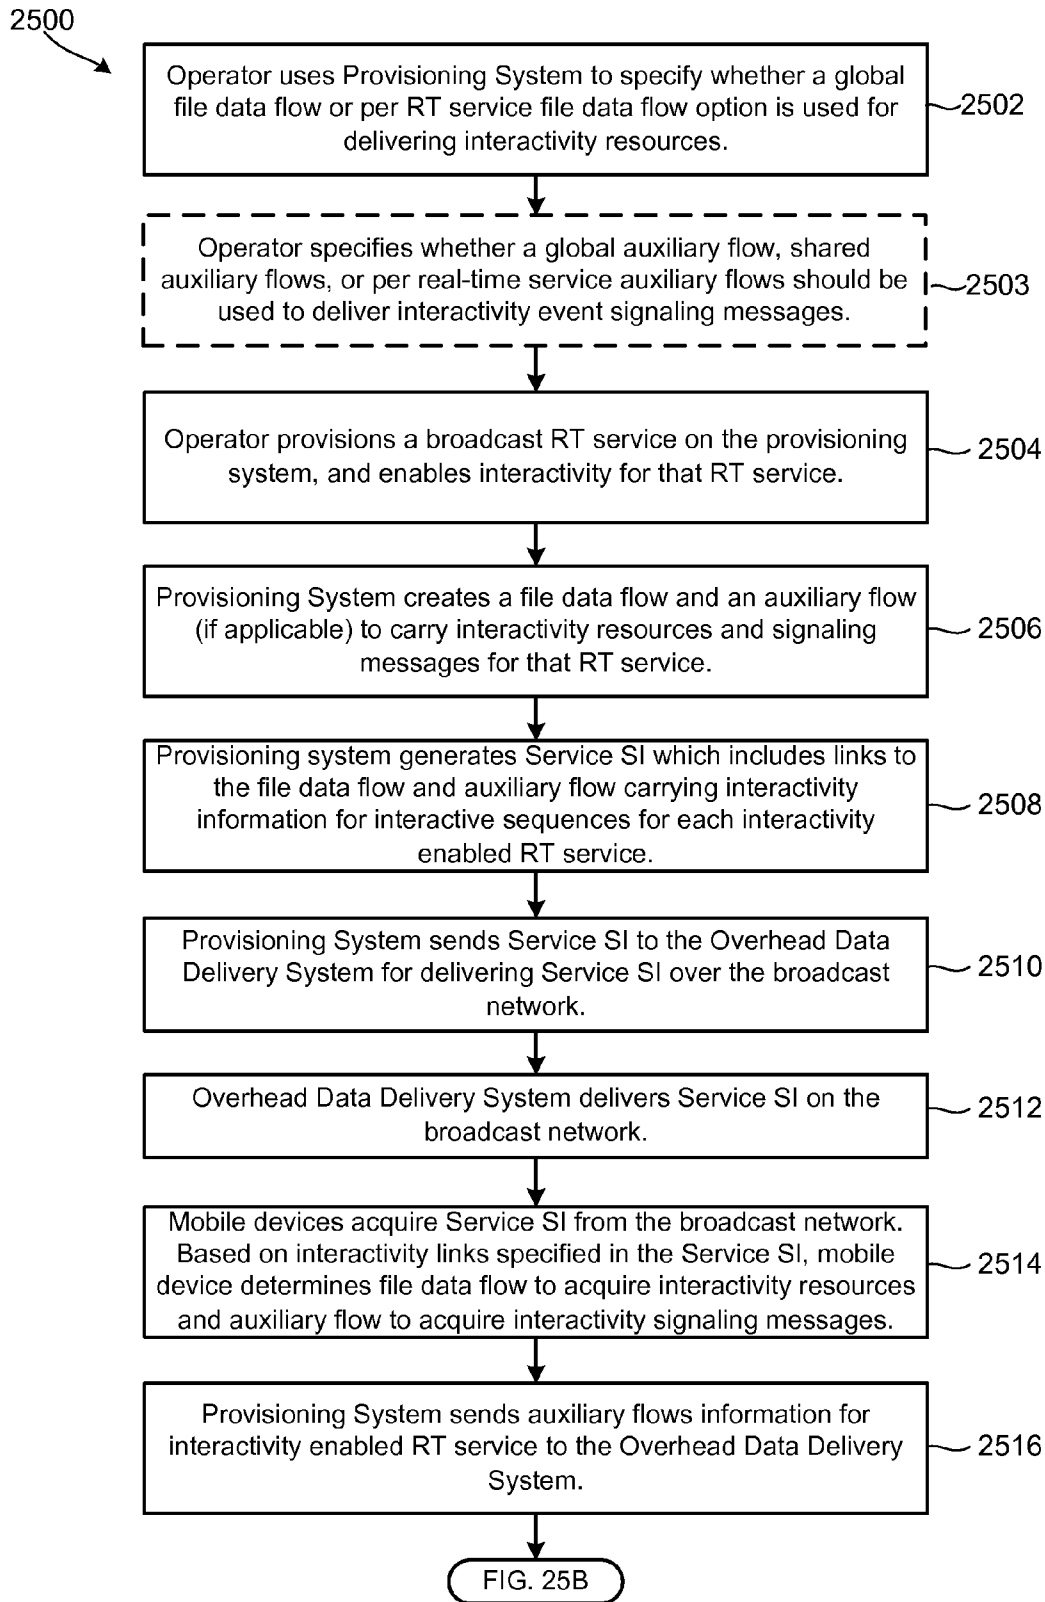 2500
Operator uses Provisioning System to specify whether a global
file data flow or per RT service file data flow option is used for
delivering interactivity resources.
2502
Operator specifies whether a global auxiliary flow, shared
auxiliary flows, or per real-time service auxiliary flows should be
used to deliver interactivity event signaling messages.
2503
Operator provisions a broadcast RT service on the provisioning
system, and enables interactivity for that RT service.
2504
Provisioning System creates a file data flow and an auxiliary flow
(if applicable) to carry interactivity resources and signaling
messages for that RT service.
2506
Provisioning system generates Service SI which includes links to
the file data flow and auxiliary flow carrying interactivity
information for interactive sequences for each interactivity
enabled RT service.
2508
Provisioning System sends Service SI to the Overhead Data
Delivery System for delivering Service SI over the broadcast
network.
2510
Overhead Data Delivery System delivers Service SI on the
broadcast network.
2512
Mobile devices acquire Service SI from the broadcast network.
Based on interactivity links specified in the Service SI, mobile
device determines file data flow to acquire interactivity resources
and auxiliary flow to acquire interactivity signaling messages.
2514
Provisioning System sends auxiliary flows information for
interactivity enabled RT service to the Overhead Data Delivery
System.
2516
FIG. 25B